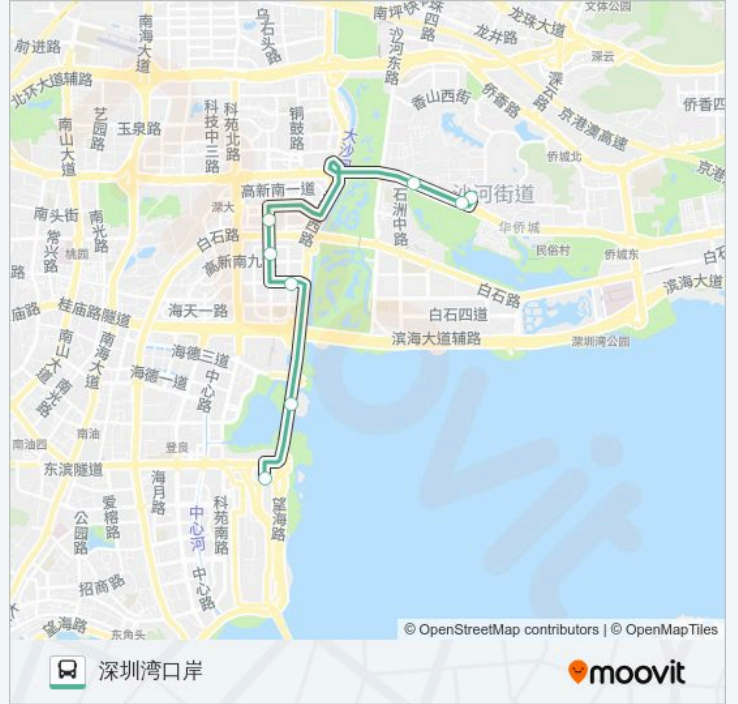 南海大道
乌石头路
南坪快
珠四路
龙珠大道
文体公园
前进路
沙河东路
龙井路
深云
北环大道辅路
香山西街
侨香路
深云路
京港澳高速
侨香四
艺园路
科技中三路
科苑北路
铜鼓路
南山大道
玉泉路
大沙
侨城北
京港
高新南一道
沙河街道
南头街
深大
石洲中路
南光路
常兴路
白石路
西路
华侨城
桃园
高新南九
民俗村
侨城东
白石
路
白石路
滨海大道
庙路
桂庙路隧道
海天一路
白石四道
滨海大道辅路
深圳湾公园
南山大道
南海大道
海德三道
海德一道
中心路
南光路
南油
南油四
登良
东滨隧道
海月路
爱榕路
公园路
中心河
科苑南路
望海路
招商路
中心路
望海路
东角头
ovit
© OpenStreetMap contributors | © OpenMapTiles
深圳湾口岸
moovit